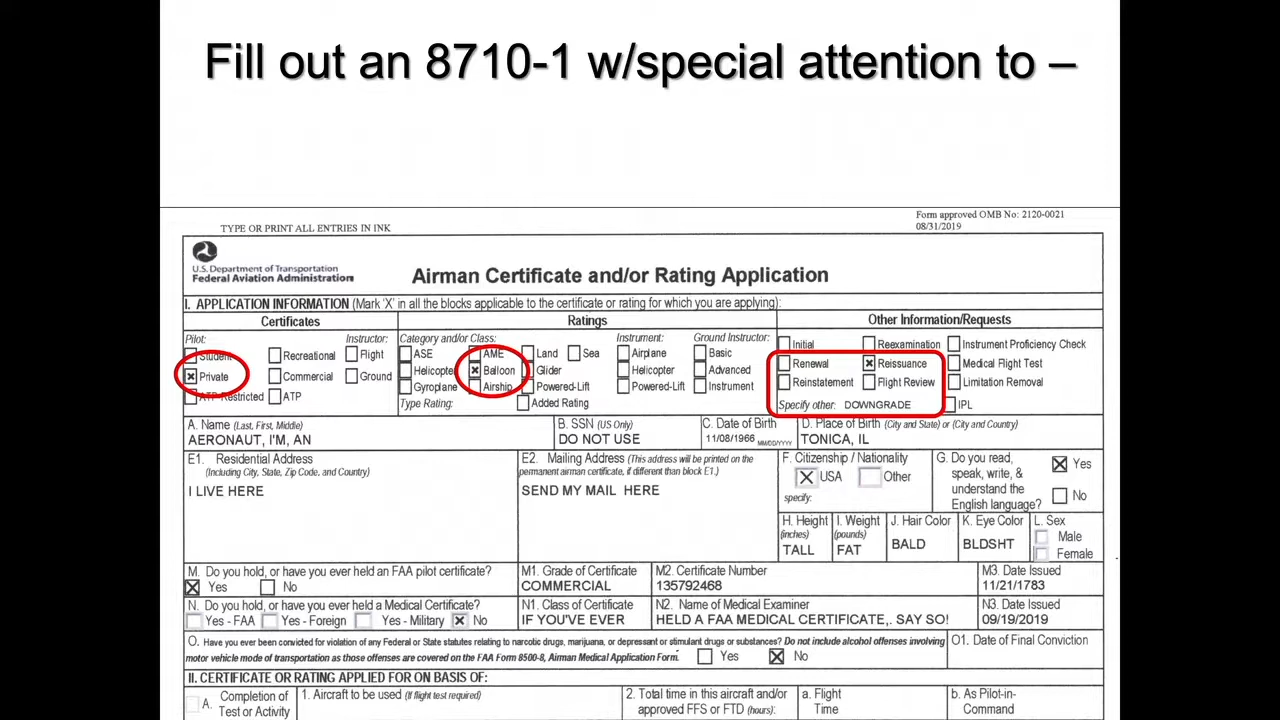 Fill out an 8710-1 w/special attention to –
TYPE OR PRINT ALL ENTRIES IN INK
Form approved OMB No: 2120-0021
08/31/2019
U.S. Department of Transportation
Federal Aviation Administration
Airman Certificate and/or Rating Application
I. APPLICATION INFORMATION (Mark 'X' in all the blocks applicable to the certificate or rating for which you are applying):
Certificates Ratings Other Information/Requests
Pilot: Instructor: Category and/or Class: Instrument: Ground Instructor:
Student Recreational Flight ASE AME Land Sea Airplane Basic Initial Reexamination Instrument Proficiency Check
Private Commercial Ground Helicopter Balloon Glider Helicopter Advanced Renewal Reissuance Medical Flight Test
ATP Restricted ATP Gyroplane Airship Powered-Lift Powered-Lift Instrument Reinstatement Flight Review Limitation Removal
Type Rating: Added Rating Specify other: DOWNGRADE IPL
A. Name (Last, First, Middle) B. SSN (US Only) C. Date of Birth D. Place of Birth (City and State) or (City and Country)
AERONAUT, I'M, AN DO NOT USE 11/08/1966 MM/DD/YYYY TONICA, IL
E1. Residential Address E2. Mailing Address (This address will be printed on the F. Citizenship / Nationality G. Do you read,
(Including City, State, Zip Code, and Country) permanent airman certificate, if different than block E1.) USA Other speak, write, & Yes
I LIVE HERE SEND MY MAIL HERE specify: understand the No
English language?
H. Height I. Weight J. Hair Color K. Eye Color L. Sex
(inches) (pounds) Male
TALL FAT BALD BLDSHT Female
M. Do you hold, or have you ever held an FAA pilot certificate? M1. Grade of Certificate M2. Certificate Number M3. Date Issued
Yes No COMMERCIAL 135792468 11/21/1783
N. Do you hold, or have you ever held a Medical Certificate? N1. Class of Certificate N2. Name of Medical Examiner N3. Date Issued
Yes - FAA Yes - Foreign Yes - Military No IF YOU'VE EVER HELD A FAA MEDICAL CERTIFICATE,. SAY SO! 09/19/2019
O. Have you ever been convicted for violation of any Federal or State statutes relating to narcotic drugs, marijuana, or depressant or stimulant drugs or substances? Do not include alcohol offenses involving O1. Date of Final Conviction
motor vehicle mode of transportation as those offenses are covered on the FAA Form 8500-8, Airman Medical Application Form. Yes No
II. CERTIFICATE OR RATING APPLIED FOR ON BASIS OF:
A. Completion of 1. Aircraft to be used (If flight test required) 2. Total time in this aircraft and/or a. Flight b. As Pilot-in-
Test or Activity approved FFS or FTD (hours): Time Command